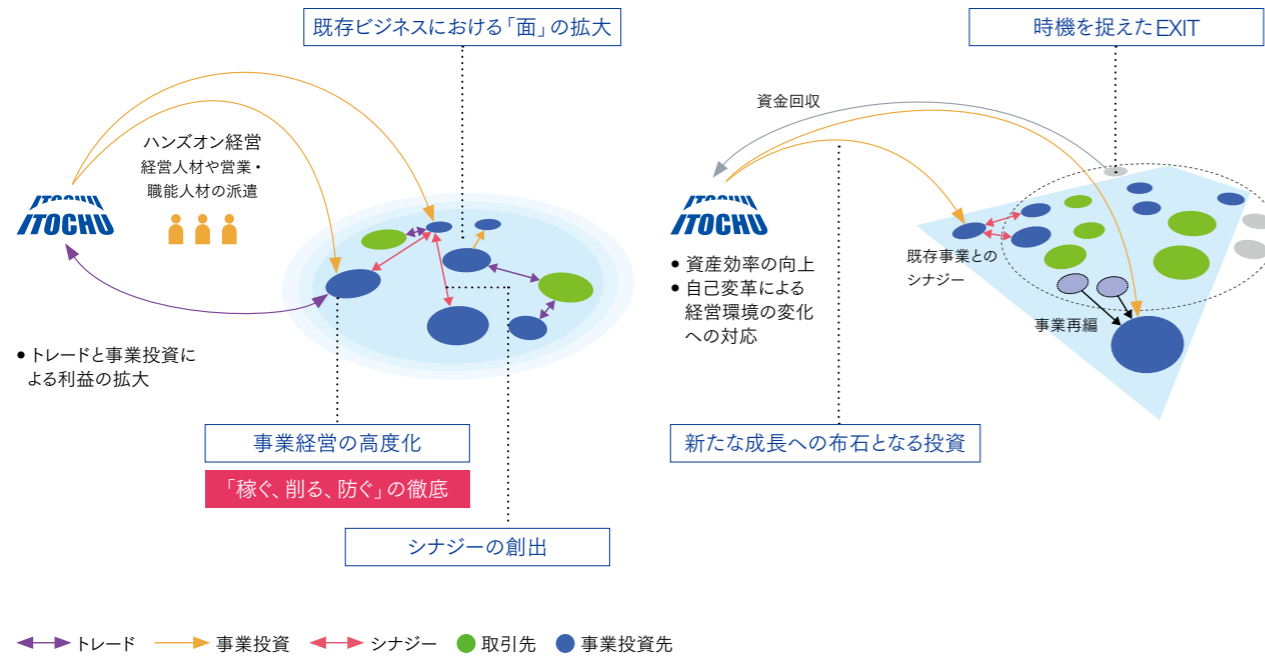 既存ビジネスにおける「面」の拡大
ハンズオン経営
経営人材や営業・
職能人材の派遣
ITOCHU
ITOCHU
• トレードと事業投資に
よる利益の拡大
事業経営の高度化
「稼ぐ、削る、防ぐ」の徹底
シナジーの創出
時機を捉えたEXIT
資金回収
ITOCHU
ITOCHU
• 資産効率の向上
• 自己変革による
経営環境の変化
への対応
既存事業との
シナジー
事業再編
新たな成長への布石となる投資
トレード 事業投資 シナジー 取引先 事業投資先